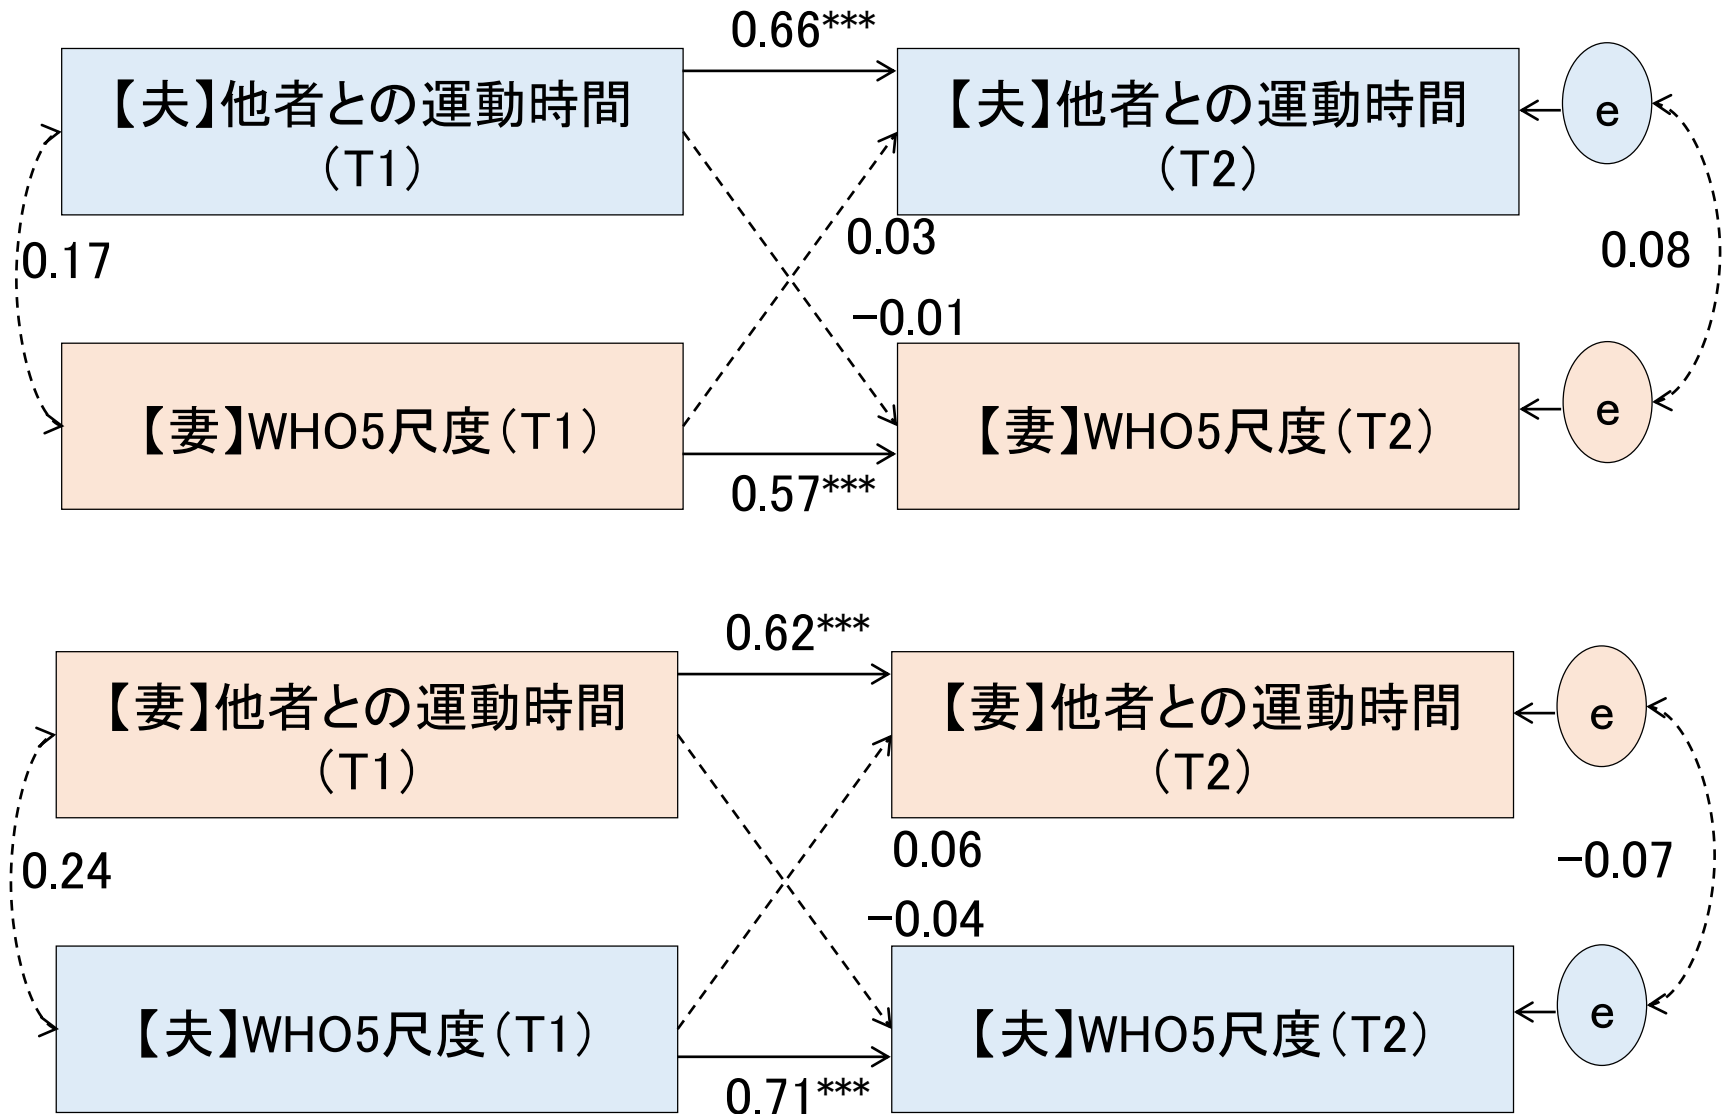 0.66***
【夫】他者との運動時間
（T1）
【夫】他者との運動時間
（T2）
e
0.17
0.03
0.08
−0.01
【妻】WHO5尺度（T1）
【妻】WHO5尺度（T2）
e
0.57***
0.62***
【妻】他者との運動時間
（T1）
【妻】他者との運動時間
（T2）
e
0.24
0.06
−0.07
−0.04
【夫】WHO5尺度（T1）
【夫】WHO5尺度（T2）
e
0.71***